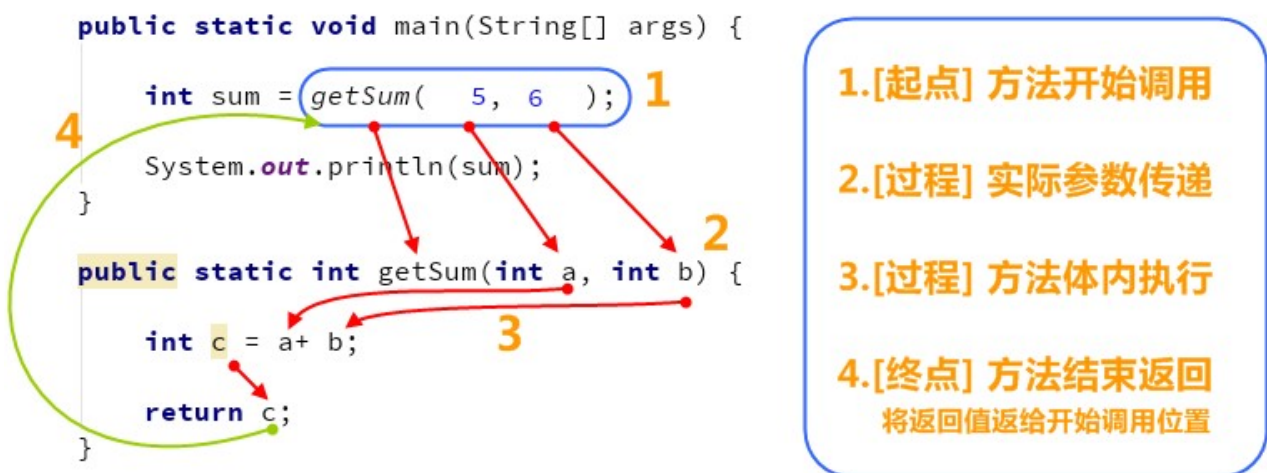 public static void main(String[] args) {
int sum = getSum( 5, 6 ); 1
4
System.out.println(sum);
}
2
public static int getSum(int a, int b) {
3
int c = a+ b;
return c;
}
1.[起点] 方法开始调用
2.[过程] 实际参数传递
3.[过程] 方法体内执行
4.[终点] 方法结束返回
将返回值返给开始调用位置